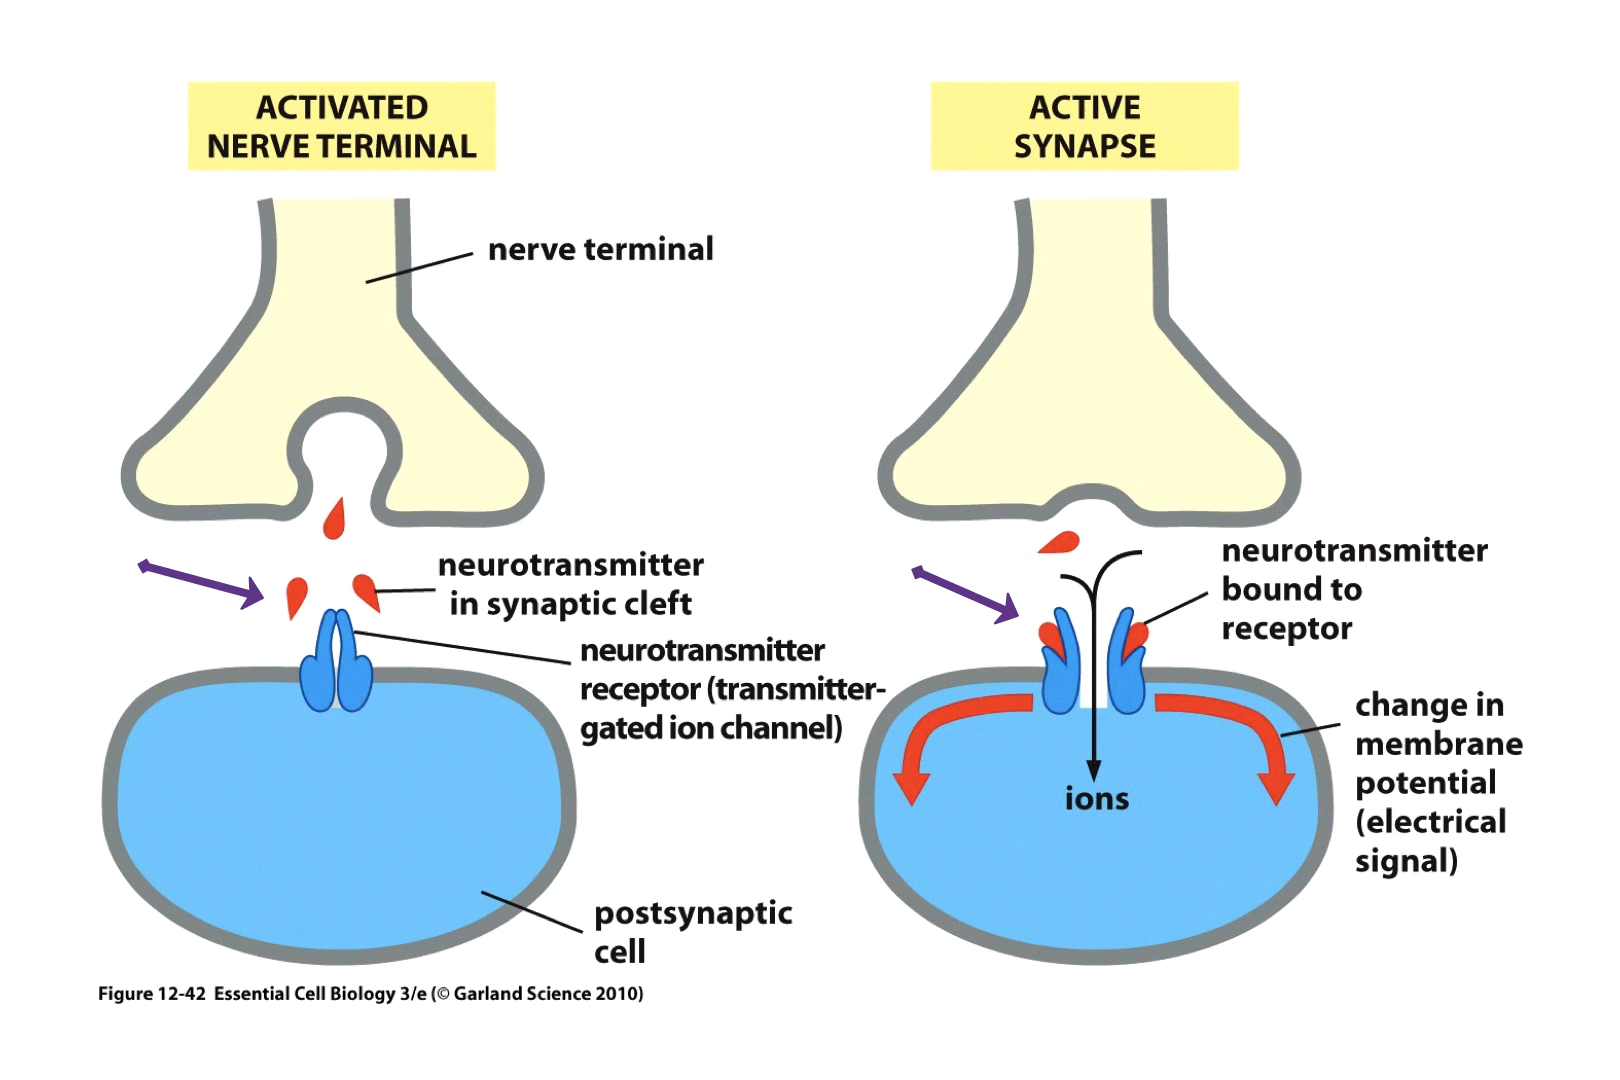 ACTIVATED
NERVE TERMINAL
nerve terminal
neurotransmitter
in synaptic cleft
neurotransmitter
receptor (transmitter-
gated ion channel)
postsynaptic
cell
ACTIVE
SYNAPSE
neurotransmitter
bound to
receptor
change in
membrane
potential
(electrical
signal)
ions
Figure 12-42 Essential Cell Biology 3/e (© Garland Science 2010)